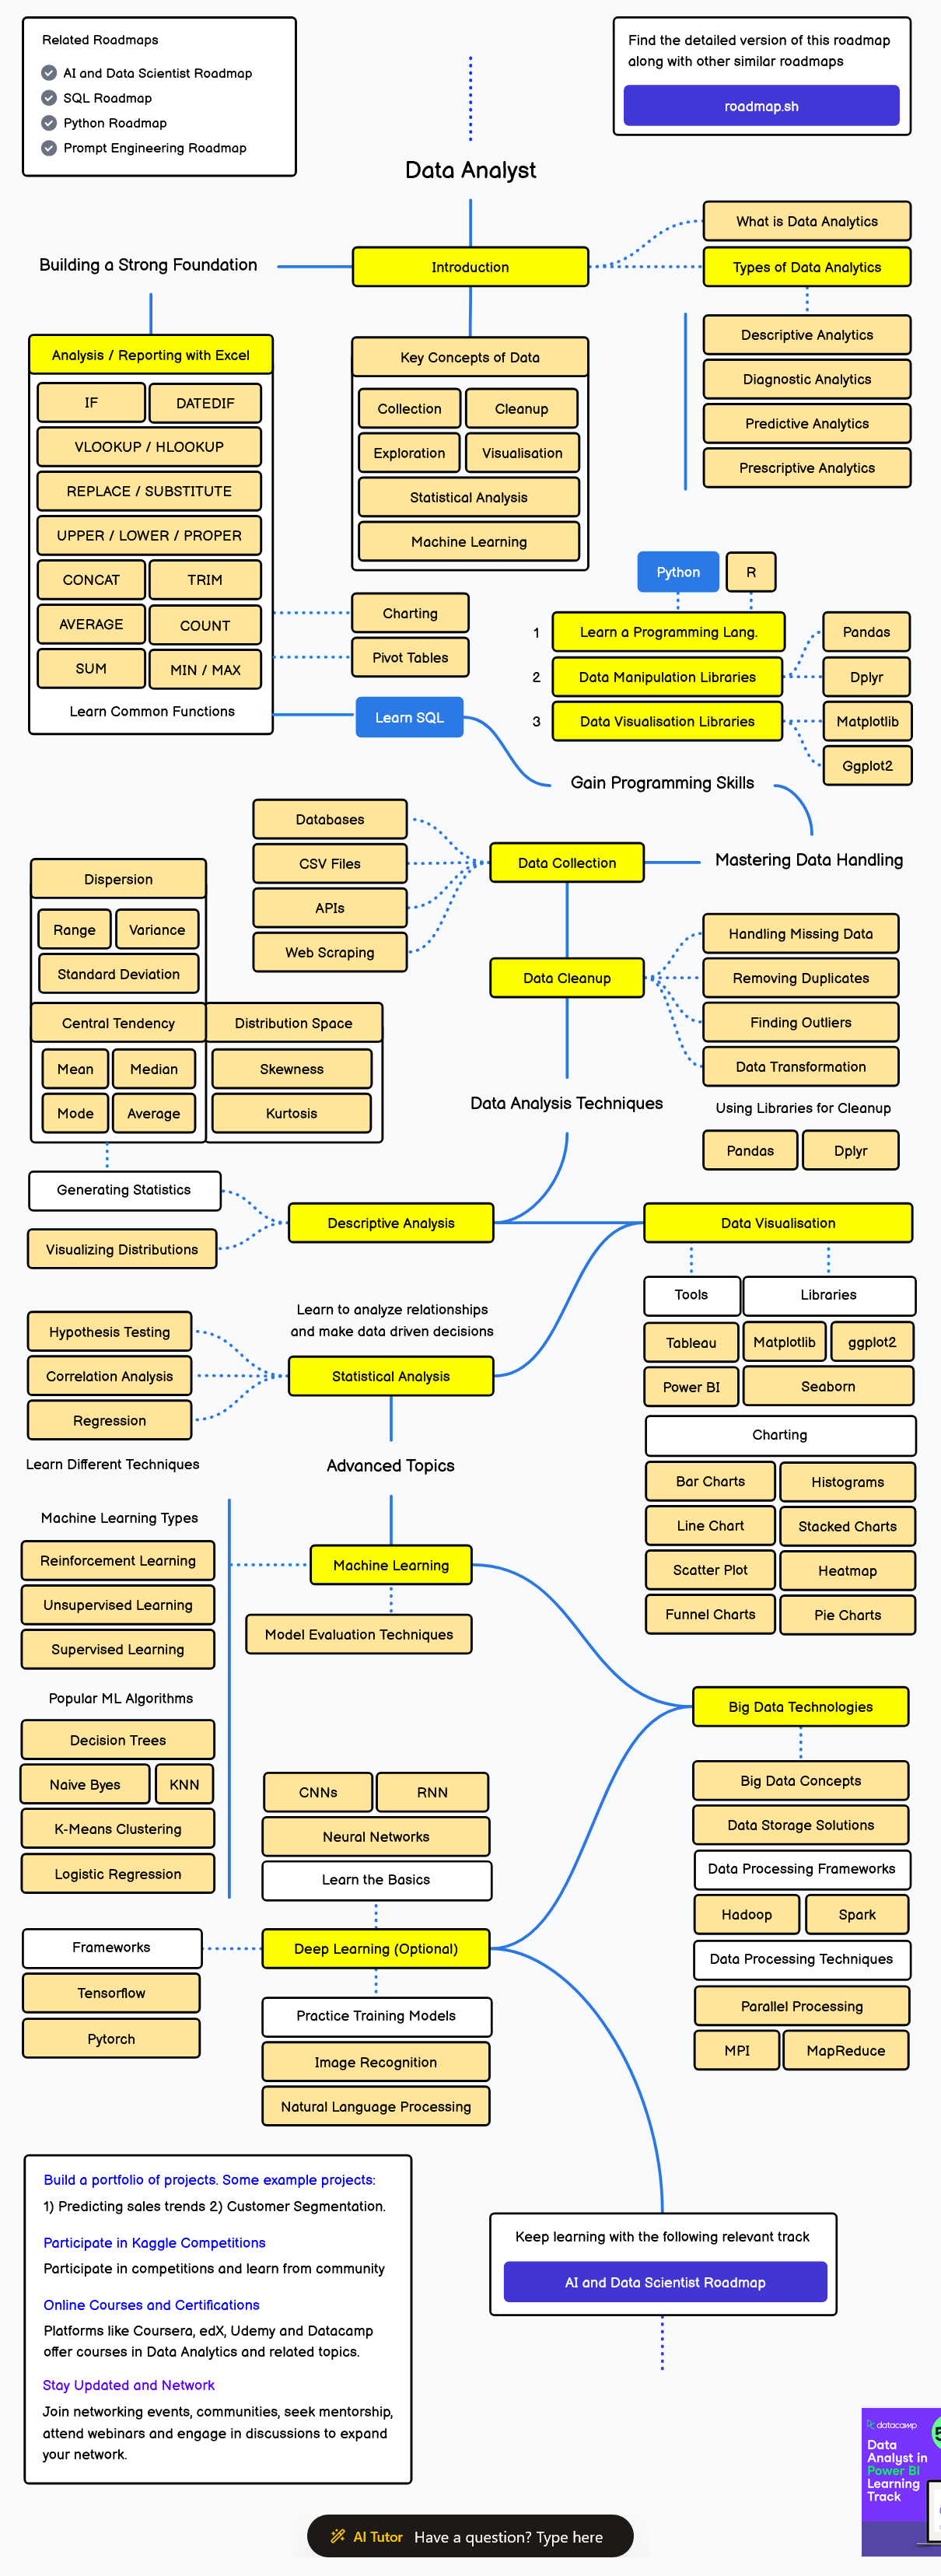 Related Roadmaps
AI and Data Scientist Roadmap
SQL Roadmap
Python Roadmap
Prompt Engineering Roadmap
Find the detailed version of this roadmap
along with other similar roadmaps
roadmap.sh
Data Analyst
Building a Strong Foundation
Introduction
What is Data Analytics
Types of Data Analytics
Descriptive Analytics
Diagnostic Analytics
Predictive Analytics
Prescriptive Analytics
Analysis / Reporting with Excel
IF
DATEDIF
VLOOKUP / HLOOKUP
REPLACE / SUBSTITUTE
UPPER / LOWER / PROPER
CONCAT
TRIM
AVERAGE
COUNT
SUM
MIN / MAX
Learn Common Functions
Key Concepts of Data
Collection
Cleanup
Exploration
Visualisation
Statistical Analysis
Machine Learning
Charting
Pivot Tables
Learn SQL
Python
R
1
Learn a Programming Lang.
2
Data Manipulation Libraries
3
Data Visualisation Libraries
Pandas
Dplyr
Matplotlib
Ggplot2
Gain Programming Skills
Mastering Data Handling
Data Collection
Databases
CSV Files
APIs
Web Scraping
Data Cleanup
Handling Missing Data
Removing Duplicates
Finding Outliers
Data Transformation
Using Libraries for Cleanup
Pandas
Dplyr
Dispersion
Range
Variance
Standard Deviation
Central Tendency
Distribution Space
Mean
Median
Skewness
Mode
Average
Kurtosis
Data Analysis Techniques
Generating Statistics
Visualizing Distributions
Descriptive Analysis
Data Visualisation
Tools
Libraries
Tableau
Matplotlib
ggplot2
Power BI
Seaborn
Charting
Bar Charts
Histograms
Line Chart
Stacked Charts
Scatter Plot
Heatmap
Funnel Charts
Pie Charts
Learn to analyze relationships
and make data driven decisions
Statistical Analysis
Hypothesis Testing
Correlation Analysis
Regression
Learn Different Techniques
Advanced Topics
Machine Learning
Model Evaluation Techniques
Machine Learning Types
Reinforcement Learning
Unsupervised Learning
Supervised Learning
Popular ML Algorithms
Decision Trees
Naive Byes
KNN
K-Means Clustering
Logistic Regression
Big Data Technologies
Big Data Concepts
Data Storage Solutions
Data Processing Frameworks
Hadoop
Spark
Data Processing Techniques
Parallel Processing
MPI
MapReduce
CNNs
RNN
Neural Networks
Learn the Basics
Deep Learning (Optional)
Frameworks
Tensorflow
Pytorch
Practice Training Models
Image Recognition
Natural Language Processing
Build a portfolio of projects. Some example projects:
1) Predicting sales trends 2) Customer Segmentation.
Participate in Kaggle Competitions
Participate in competitions and learn from community
Online Courses and Certifications
Platforms like Coursera, edX, Udemy and Datacamp
offer courses in Data Analytics and related topics.
Stay Updated and Network
Join networking events, communities, seek mentorship,
attend webinars and engage in discussions to expand
your network.
Keep learning with the following relevant track
AI and Data Scientist Roadmap
datacamp
Data
Analyst in
Power BI
Learning
Track
AI Tutor Have a question? Type here